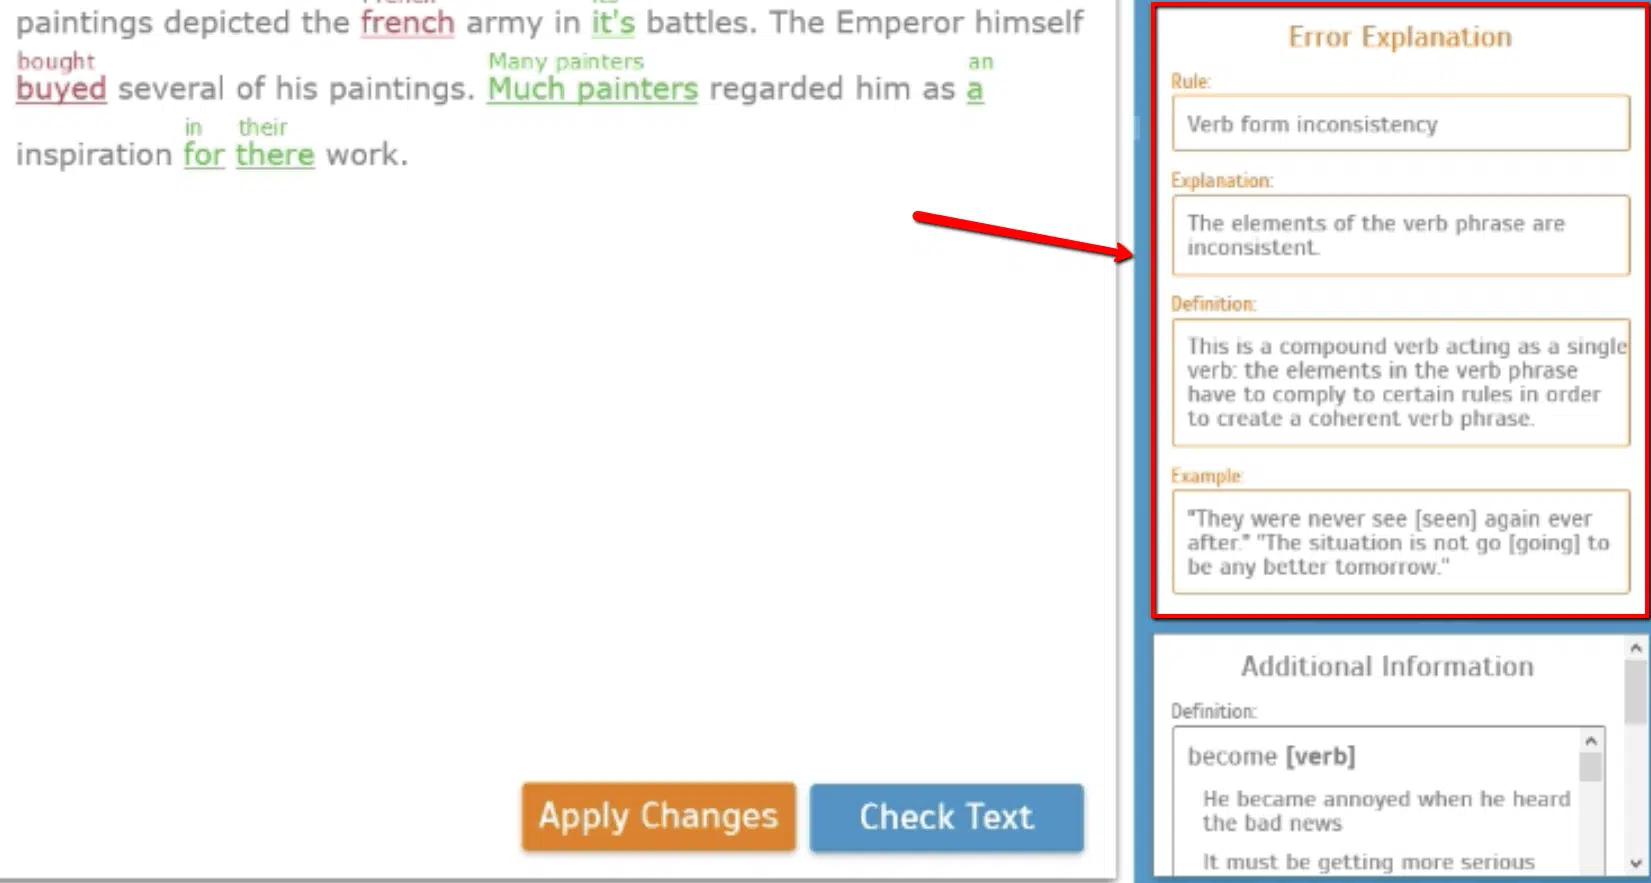 paintings depicted the french army in it's battles. The Emperor himself
bought
buyed several of his paintings. Much painters regarded him as a
Many painters an
inspiration for there work.
in their
Apply Changes
Check Text
Error Explanation
Rule:
Verb form inconsistency
Explanation:
The elements of the verb phrase are
inconsistent.
Definition:
This is a compound verb acting as a single
verb: the elements in the verb phrase
have to comply to certain rules in order
to create a coherent verb phrase.
Example:
"They were never see [seen] again ever
after." "The situation is not go [going] to
be any better tomorrow."
Additional Information
Definition:
become [verb]
He became annoyed when he heard
the bad news
It must be getting more serious